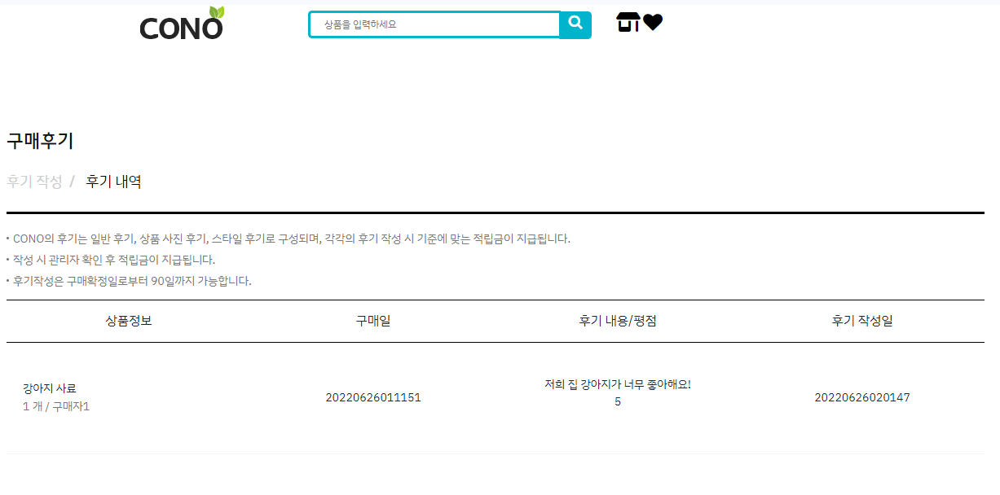 CONO
상품을 입력하세요
구매후기
후기 작성 / 후기 내역
• CONO의 후기는 일반 후기, 상품 사진 후기, 스타일 후기로 구성되며, 각각의 후기 작성 시 기준에 맞는 적립금이 지급됩니다.
• 작성 시 관리자 확인 후 적립금이 지급됩니다.
• 후기작성은 구매확정일로부터 90일까지 가능합니다.
상품정보 구매일 후기 내용/평점 후기 작성일
강아지 사료
1 개 / 구매자1
20220626011151
저희 집 강아지가 너무 좋아해요!
5
20220626020147